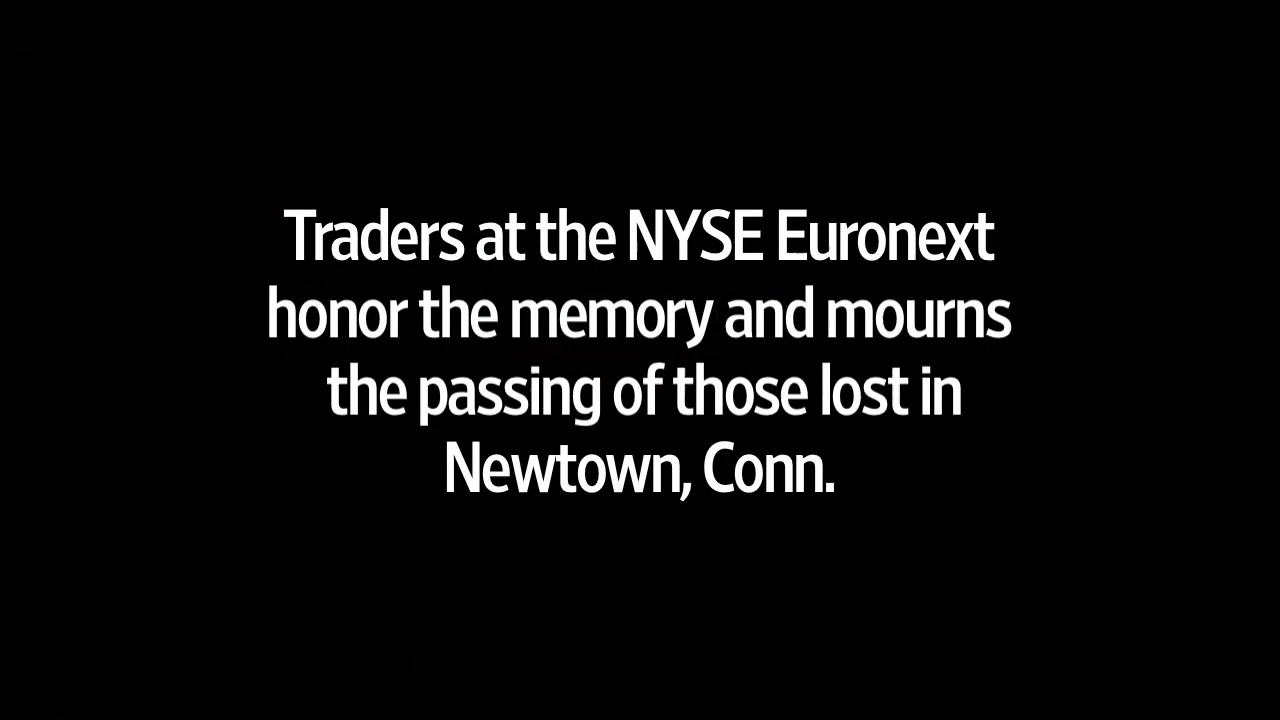 Traders at the NYSE Euronext
honor the memory and mourns
the passing of those lost in
Newtown, Conn.